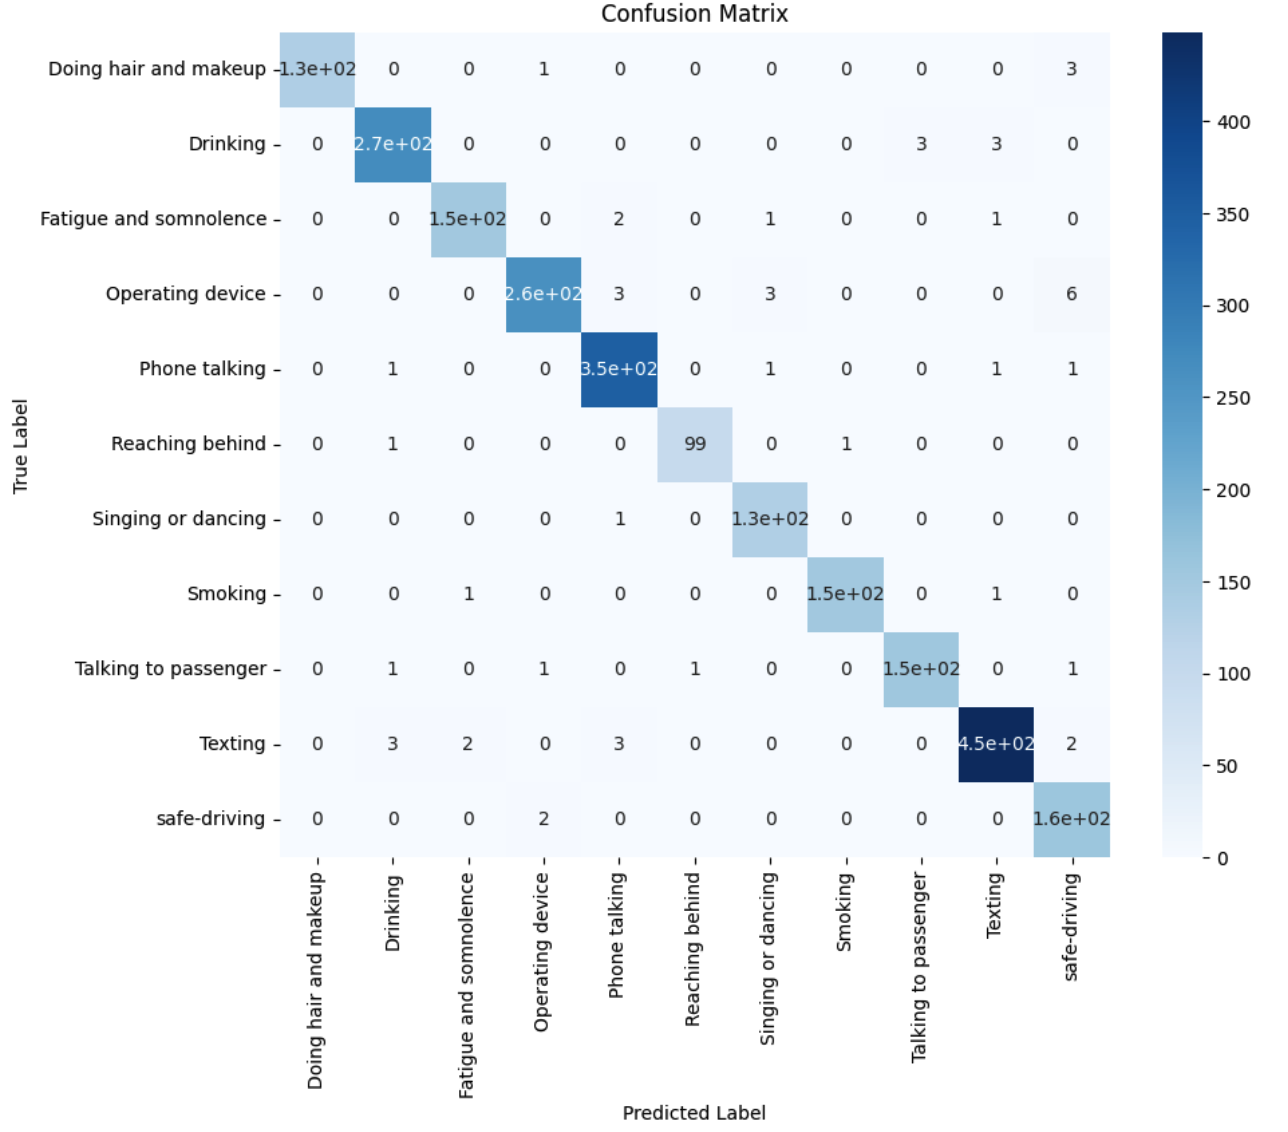 Confusion Matrix
Doing hair and makeup 1.3e+02 0 0 1 0 0 0 0 0 0 3
Drinking 0 2.7e+02 0 0 0 0 0 0 3 3 0
Fatigue and somnolence 0 0 1.5e+02 0 2 0 1 0 0 1 0
Operating device 0 0 0 2.6e+02 3 0 3 0 0 0 6
Phone talking 0 1 0 0 3.5e+02 0 1 0 0 1 1
Reaching behind 0 1 0 0 0 99 0 1 0 0 0
Singing or dancing 0 0 0 0 1 0 1.3e+02 0 0 0 0
Smoking 0 0 1 0 0 0 0 1.5e+02 0 1 0
Talking to passenger 0 1 0 1 0 1 0 0 1.5e+02 0 1
Texting 0 3 2 0 3 0 0 0 0 4.5e+02 2
safe-driving 0 0 0 2 0 0 0 0 0 0 1.6e+02
True Label
Doing hair and makeup
Drinking
Fatigue and somnolence
Operating device
Phone talking
Reaching behind
Singing or dancing
Smoking
Talking to passenger
Texting
safe-driving
Predicted Label
400
350
300
250
200
150
100
50
0